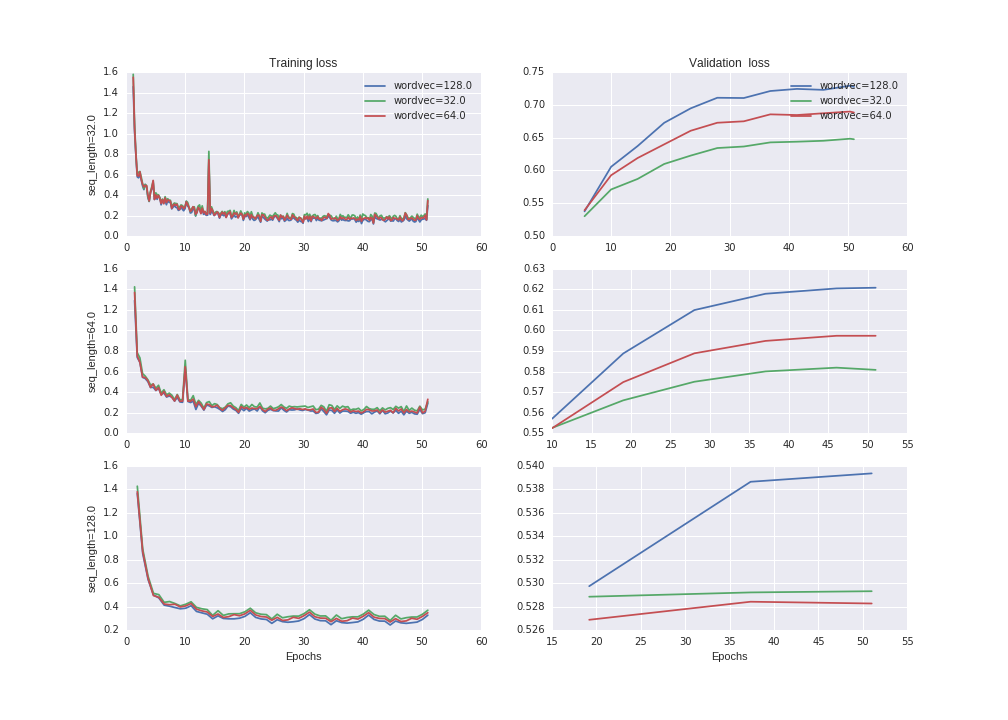 Training loss
Validation loss
seq_length=32.0
1.6
1.4
1.2
1.0
0.8
0.6
0.4
0.2
0.0
0 10 20 30 40 50 60
wordvec=128.0
wordvec=32.0
wordvec=64.0
0.75
0.70
0.65
0.60
0.55
0.50
0 10 20 30 40 50 60
wordvec=128.0
wordvec=32.0
wordvec=64.0
seq_length=64.0
1.6
1.4
1.2
1.0
0.8
0.6
0.4
0.2
0.0
0 10 20 30 40 50 60
0.63
0.62
0.61
0.60
0.59
0.58
0.57
0.56
0.55
10 15 20 25 30 35 40 45 50 55
seq_length=128.0
1.6
1.4
1.2
1.0
0.8
0.6
0.4
0.2
0 10 20 30 40 50 60
Epochs
0.540
0.538
0.536
0.534
0.532
0.530
0.528
0.526
15 20 25 30 35 40 45 50 55
Epochs